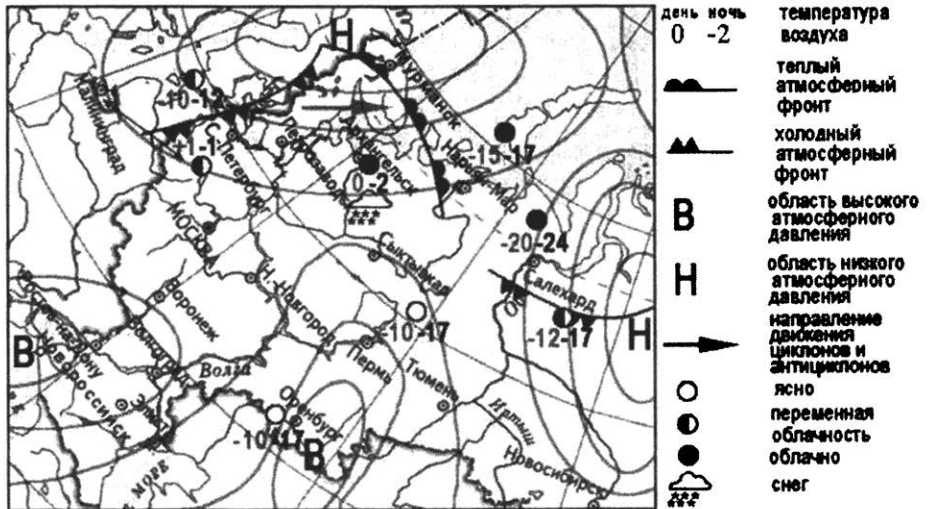 Н
МУРМАНСК
-10-12
Калининград
+1-1
С.Петербург
Петрозаводск
Архангельск
0-2
Нарьян-Мар
-15-17
-20-24
МОСКВА
Сыктывкар
Салехард
Воронеж
Н.-Новгород
-10-17
-12-17
Н
В
Ростов-на-Дону
Новороссийск
Волгоград
Волга
Пермь
Тюмень
Элиста
Оренбург
-10-17
В
Иртыш
Новосибирск
МОРЕ
день ночь
0 -2
температура
воздуха
теплый
атмосферный
фронт
холодный
атмосферный
фронт
В
область высокого
атмосферного
давления
Н
область низкого
атмосферного
давления
направление
движения
циклонов и
антициклонов
ясно
переменная
облачность
облачно
снег